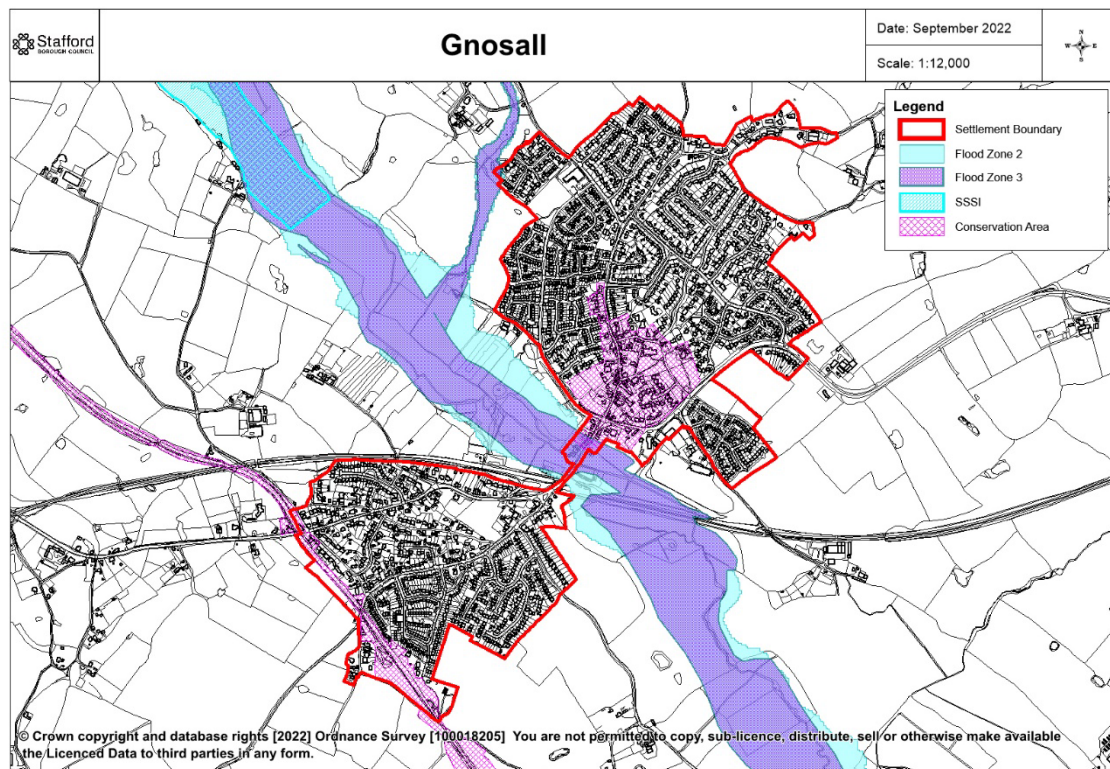 Stafford
BOROUGH COUNCIL
Gnosall
Date: September 2022
Scale: 1:12,000
N
W E
S
Legend
Settlement Boundary
Flood Zone 2
Flood Zone 3
SSSI
Conservation Area
© Crown copyright and database rights [2022] Ordnance Survey [100018205] You are not permitted to copy, sub-licence, distribute, sell or otherwise make available
the Licenced Data to third parties in any form.